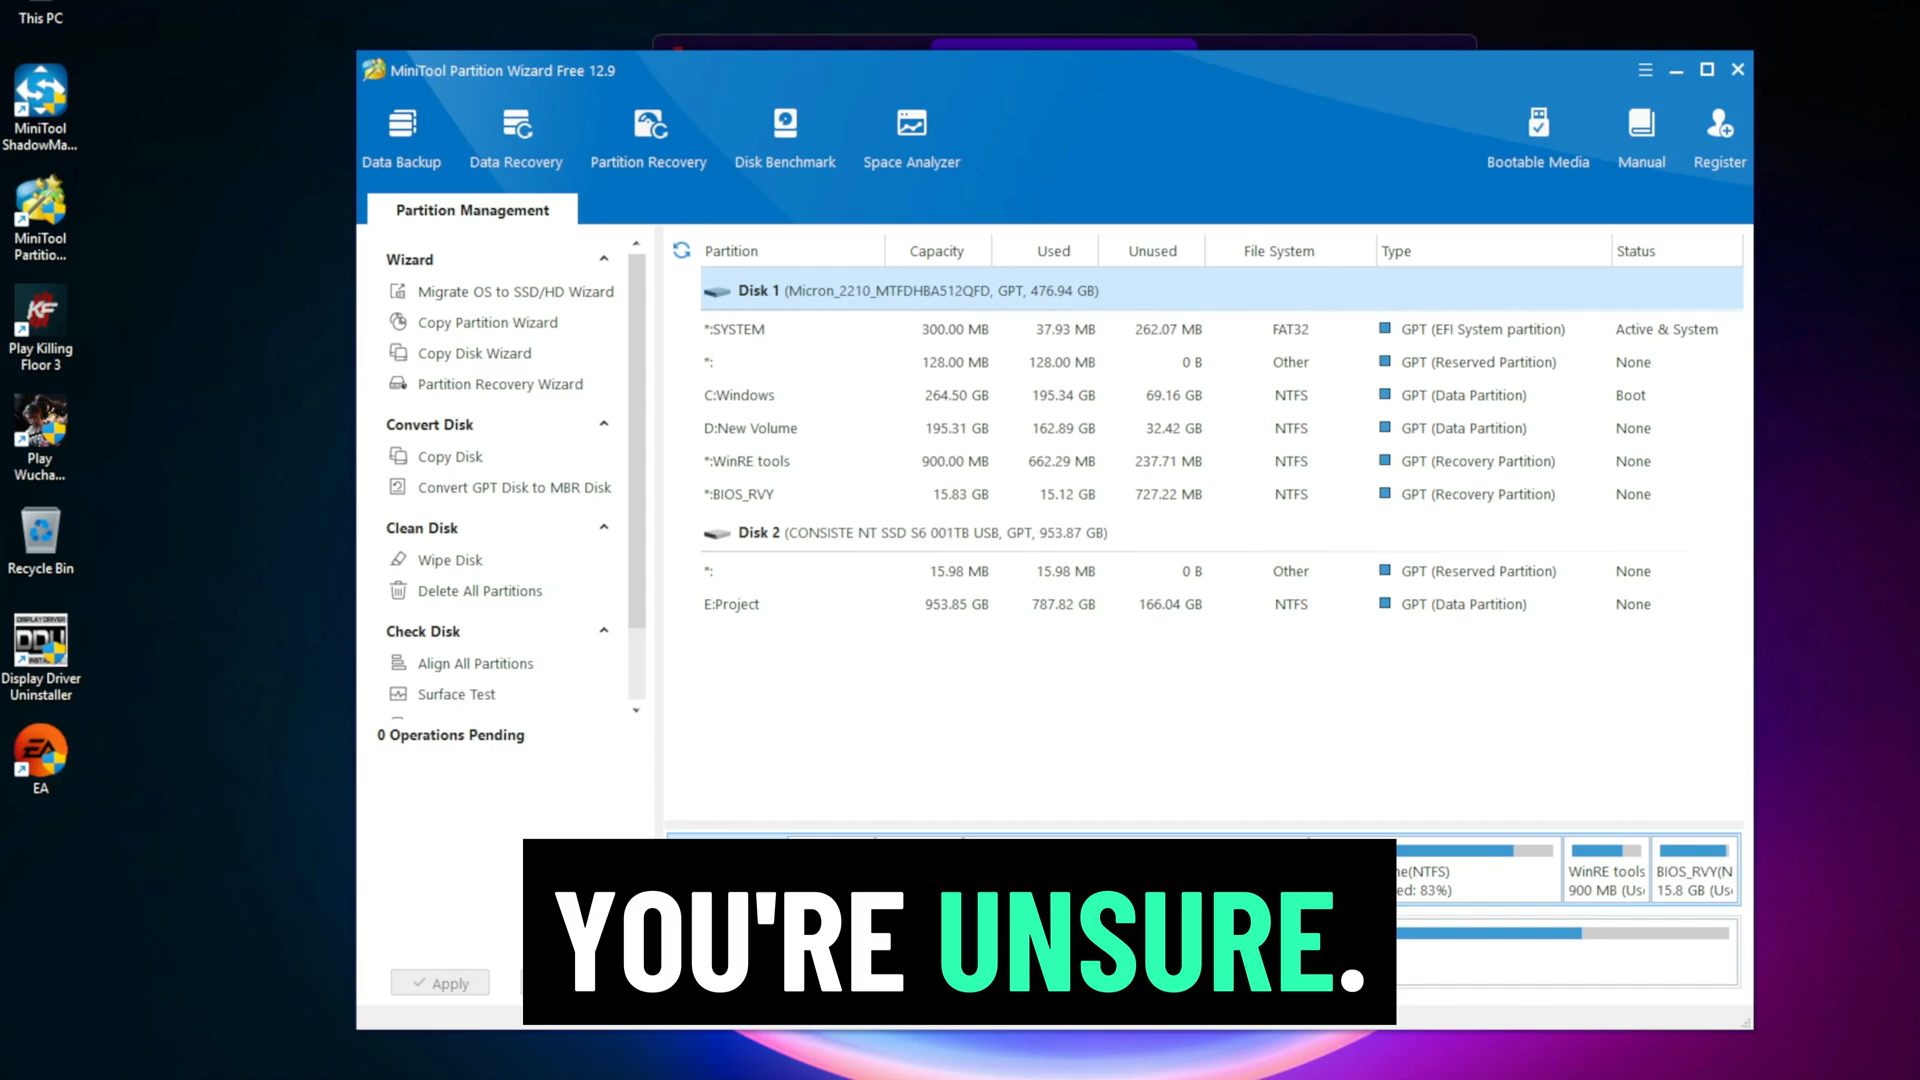 This PC
MiniTool
ShadowMa...
MiniTool
Partitio...
Play Killing
Floor 3
Play
Wucha...
Recycle Bin
DISPLAY DRIVER
DDU
Display Driver
Uninstaller
EA
EA
MiniTool Partition Wizard Free 12.9
Data Backup
Data Recovery
Partition Recovery
Disk Benchmark
Space Analyzer
Bootable Media
Manual
Register
Partition Management
Wizard
Migrate OS to SSD/HD Wizard
Copy Partition Wizard
Copy Disk Wizard
Partition Recovery Wizard
Convert Disk
Copy Disk
Convert GPT Disk to MBR Disk
Clean Disk
Wipe Disk
Delete All Partitions
Check Disk
Align All Partitions
Surface Test
0 Operations Pending
Apply
Partition Capacity Used Unused File System Type Status
Disk 1 (Micron_2210_MTFDHBA512QFD, GPT, 476.94 GB)
*:SYSTEM 300.00 MB 37.93 MB 262.07 MB FAT32 GPT (EFI System partition) Active & System
*: 128.00 MB 128.00 MB 0 B Other GPT (Reserved Partition) None
C:Windows 264.50 GB 195.34 GB 69.16 GB NTFS GPT (Data Partition) Boot
D:New Volume 195.31 GB 162.89 GB 32.42 GB NTFS GPT (Data Partition) None
*:WinRE tools 900.00 MB 662.29 MB 237.71 MB NTFS GPT (Recovery Partition) None
*:BIOS_RVY 15.83 GB 15.12 GB 727.22 MB NTFS GPT (Recovery Partition) None
Disk 2 (CONSISTE NT SSD S6 001TB USB, GPT, 953.87 GB)
*: 15.98 MB 15.98 MB 0 B Other GPT (Reserved Partition) None
E:Project 953.85 GB 787.82 GB 166.04 GB NTFS GPT (Data Partition) None
(NTFS)
ed: 83%)
WinRE tools
900 MB (Us
BIOS_RVY(N
15.8 GB (Us
YOU'RE UNSURE.